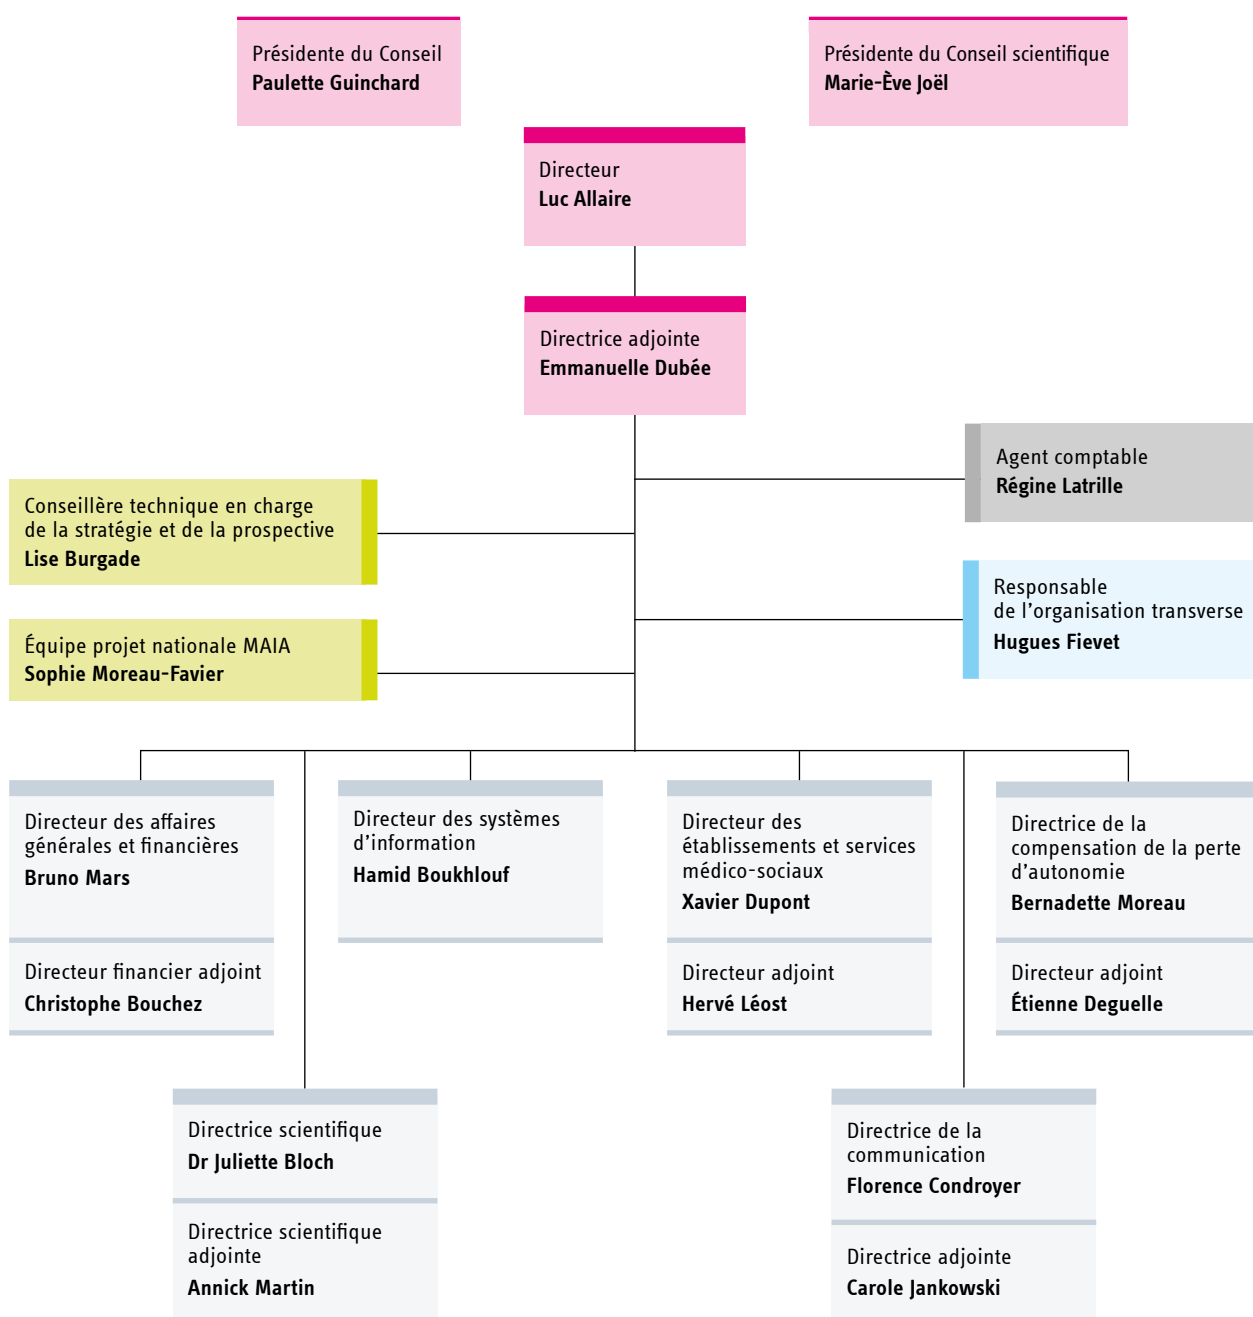 Présidente du Conseil
Paulette Guinchard
Présidente du Conseil scientifique
Marie-Ève Joël
Directeur
Luc Allaire
Directrice adjointe
Emmanuelle Dubée
Agent comptable
Régine Latrille
Conseillère technique en charge
de la stratégie et de la prospective
Lise Burgade
Responsable
de l'organisation transverse
Hugues Fievet
Équipe projet nationale MAIA
Sophie Moreau-Favier
Directeur des affaires
générales et financières
Bruno Mars
Directeur financier adjoint
Christophe Bouchez
Directeur des systèmes
d'information
Hamid Boukhlouf
Directeur des
établissements et services
médico-sociaux
Xavier Dupont
Directeur adjoint
Hervé Léost
Directrice de la
compensation de la perte
d'autonomie
Bernadette Moreau
Directeur adjoint
Étienne Deguelle
Directrice scientifique
Dr Juliette Bloch
Directrice scientifique
adjointe
Annick Martin
Directrice de la
communication
Florence Condroyer
Directrice adjointe
Carole Jankowski